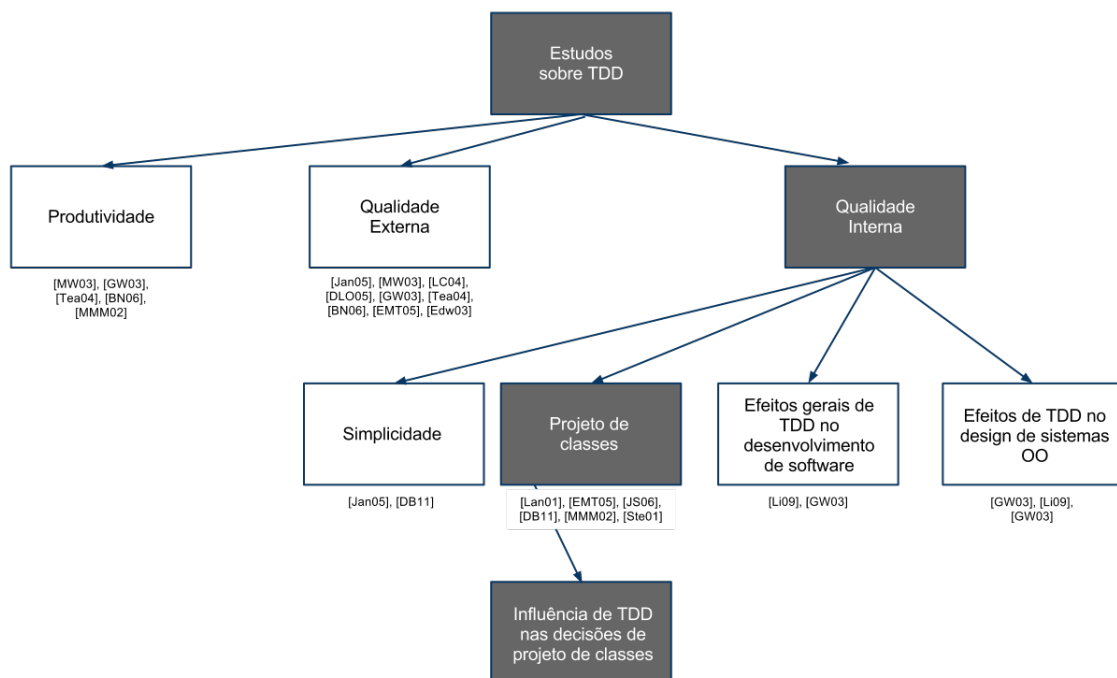 Estudos
sobre TDD
Produtividade
[MW03], [GW03],
[Tea04], [BN06],
[MMM02]
Qualidade
Externa
[Jan05], [MW03], [LC04],
[DLO05], [GW03], [Tea04],
[BN06], [EMT05], [Edw03]
Qualidade
Interna
Simplicidade
[Jan05], [DB11]
Projeto de
classes
[Lan01], [EMT05], [JS06],
[DB11], [MMM02], [Ste01]
Efeitos gerais de
TDD no
desenvolvimento
de software
[Li09], [GW03]
Efeitos de TDD no
design de sistemas
OO
[GW03], [Li09],
[GW03]
Influência de TDD
nas decisões de
projeto de classes